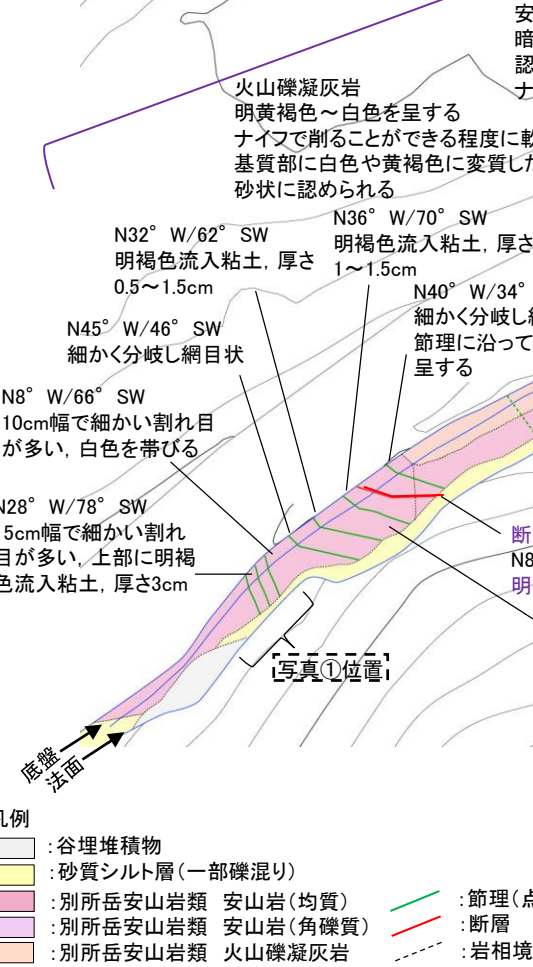 安
暗
認
ナ
火山礫凝灰岩
明黄褐色～白色を呈する
ナイフで削ることができる程度に軟
基質部に白色や黄褐色に変質した
砂状に認められる
N32° W/62° SW
明褐色流入粘土，厚さ
0.5～1.5cm
N36° W/70° SW
明褐色流入粘土，厚さ
1～1.5cm
N45° W/46° SW
細かく分岐し網目状
N40° W/34°
細かく分岐し
節理に沿って
呈する
N8° W/66° SW
10cm幅で細かい割れ目
が多い，白色を帯びる
N28° W/78° SW
5cm幅で細かい割れ
目が多い，上部に明褐
色流入粘土，厚さ3cm
断
N8
明
写真①位置
底盤
法面
凡例
：谷埋堆積物
：砂質シルト層（一部礫混り）
：別所岳安山岩類 安山岩（均質）
：別所岳安山岩類 安山岩（角礫質）
：別所岳安山岩類 火山礫凝灰岩
：節理（点
：断層
：岩相境